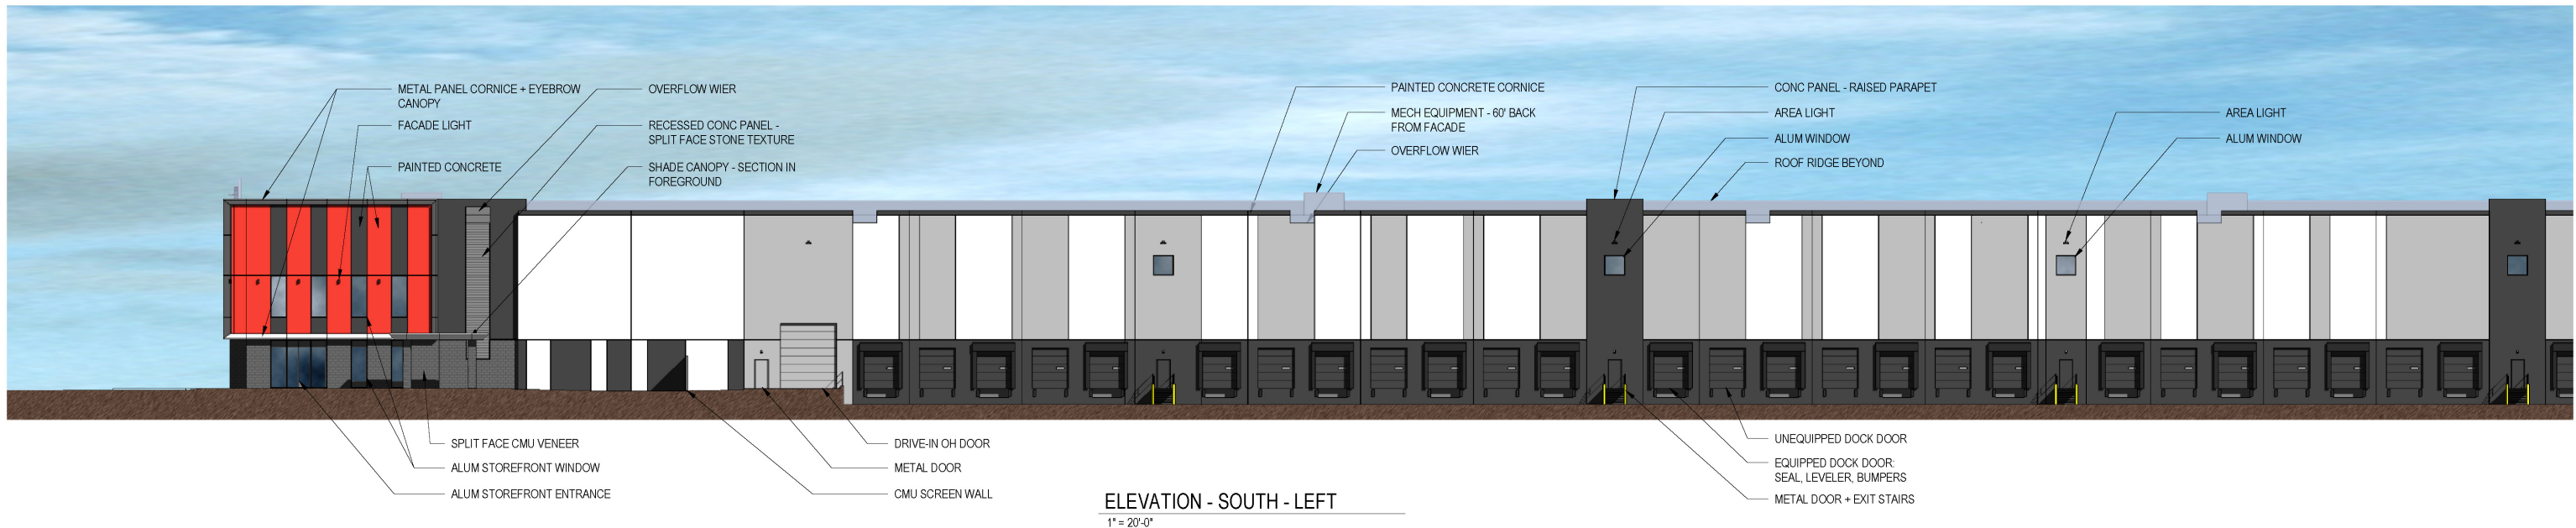 METAL PANEL CORNICE + EYEBROW
CANOPY
FACADE LIGHT
PAINTED CONCRETE
OVERFLOW WIER
RECESSED CONC PANEL -
SPLIT FACE STONE TEXTURE
SHADE CANOPY - SECTION IN
FOREGROUND
PAINTED CONCRETE CORNICE
MECH EQUIPMENT - 60' BACK
FROM FACADE
OVERFLOW WIER
CONC PANEL - RAISED PARAPET
AREA LIGHT
ALUM WINDOW
ROOF RIDGE BEYOND
AREA LIGHT
ALUM WINDOW
SPLIT FACE CMU VENEER
ALUM STOREFRONT WINDOW
ALUM STOREFRONT ENTRANCE
DRIVE-IN OH DOOR
METAL DOOR
CMU SCREEN WALL
UNEQUIPPED DOCK DOOR
EQUIPPED DOCK DOOR:
SEAL, LEVELER, BUMPERS
METAL DOOR + EXIT STAIRS
ELEVATION - SOUTH - LEFT
1" = 20'-0"